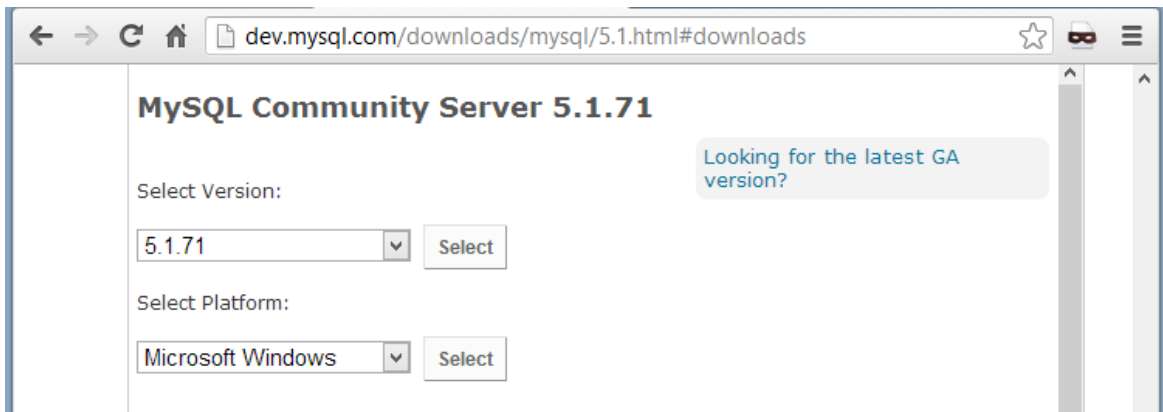 dev.mysql.com/downloads/mysql/5.1.html#downloads
MySQL Community Server 5.1.71
Looking for the latest GA
version?
Select Version:
5.1.71 Select
Select Platform:
Microsoft Windows Select